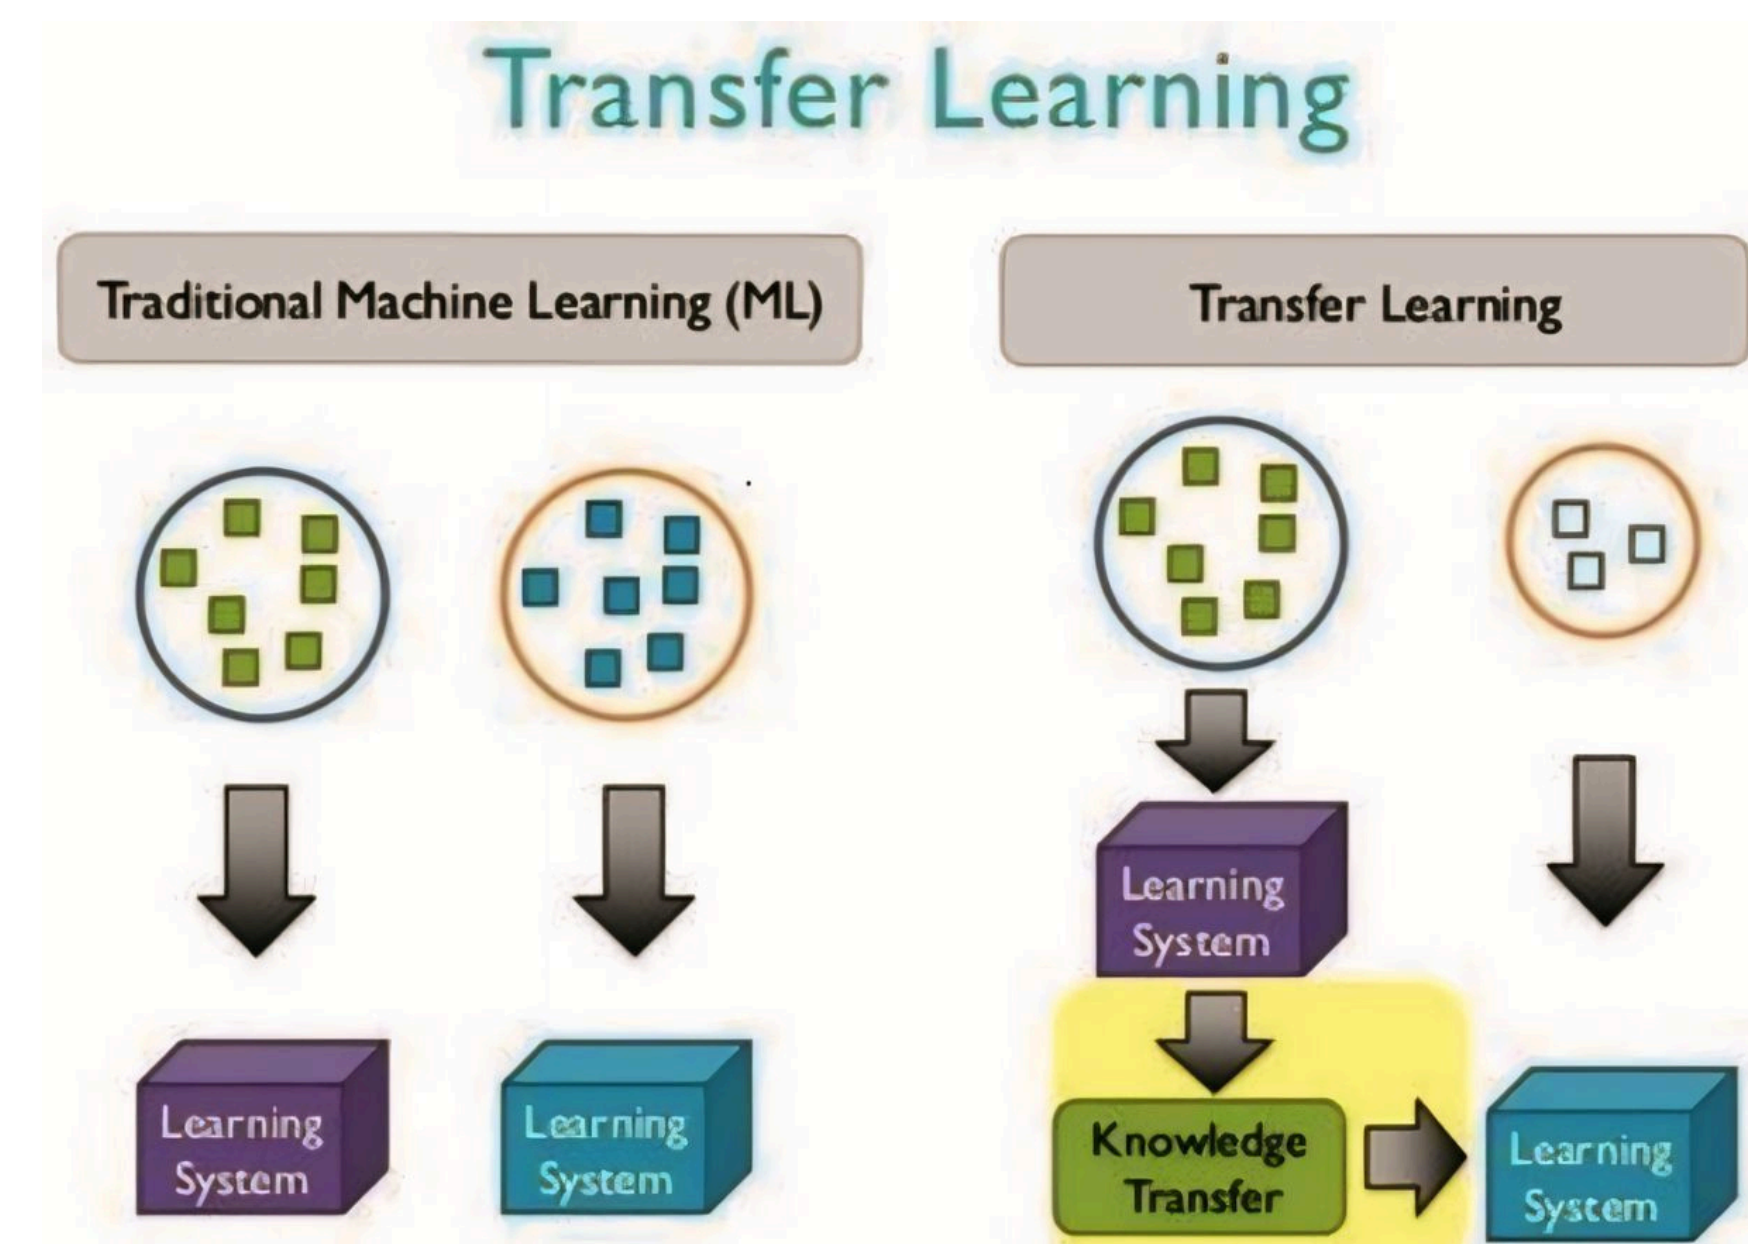 Transfer Learning
Traditional Machine Learning (ML)
Transfer Learning
Learning
System
Learning
System
Learning
System
Knowledge
Transfer
Learning
System